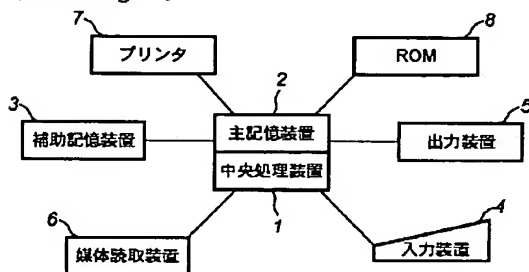 7
プリンタ
8
ROM
2
3
補助記憶装置
主記憶装置
5
出力装置
中央処理装置
1
6
媒体読取装置
4
入力装置